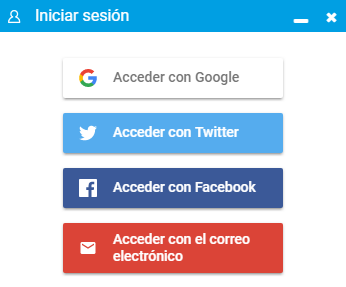 Iniciar sesión
Acceder con Google
Acceder con Twitter
Acceder con Facebook
Acceder con el correo
electrónico